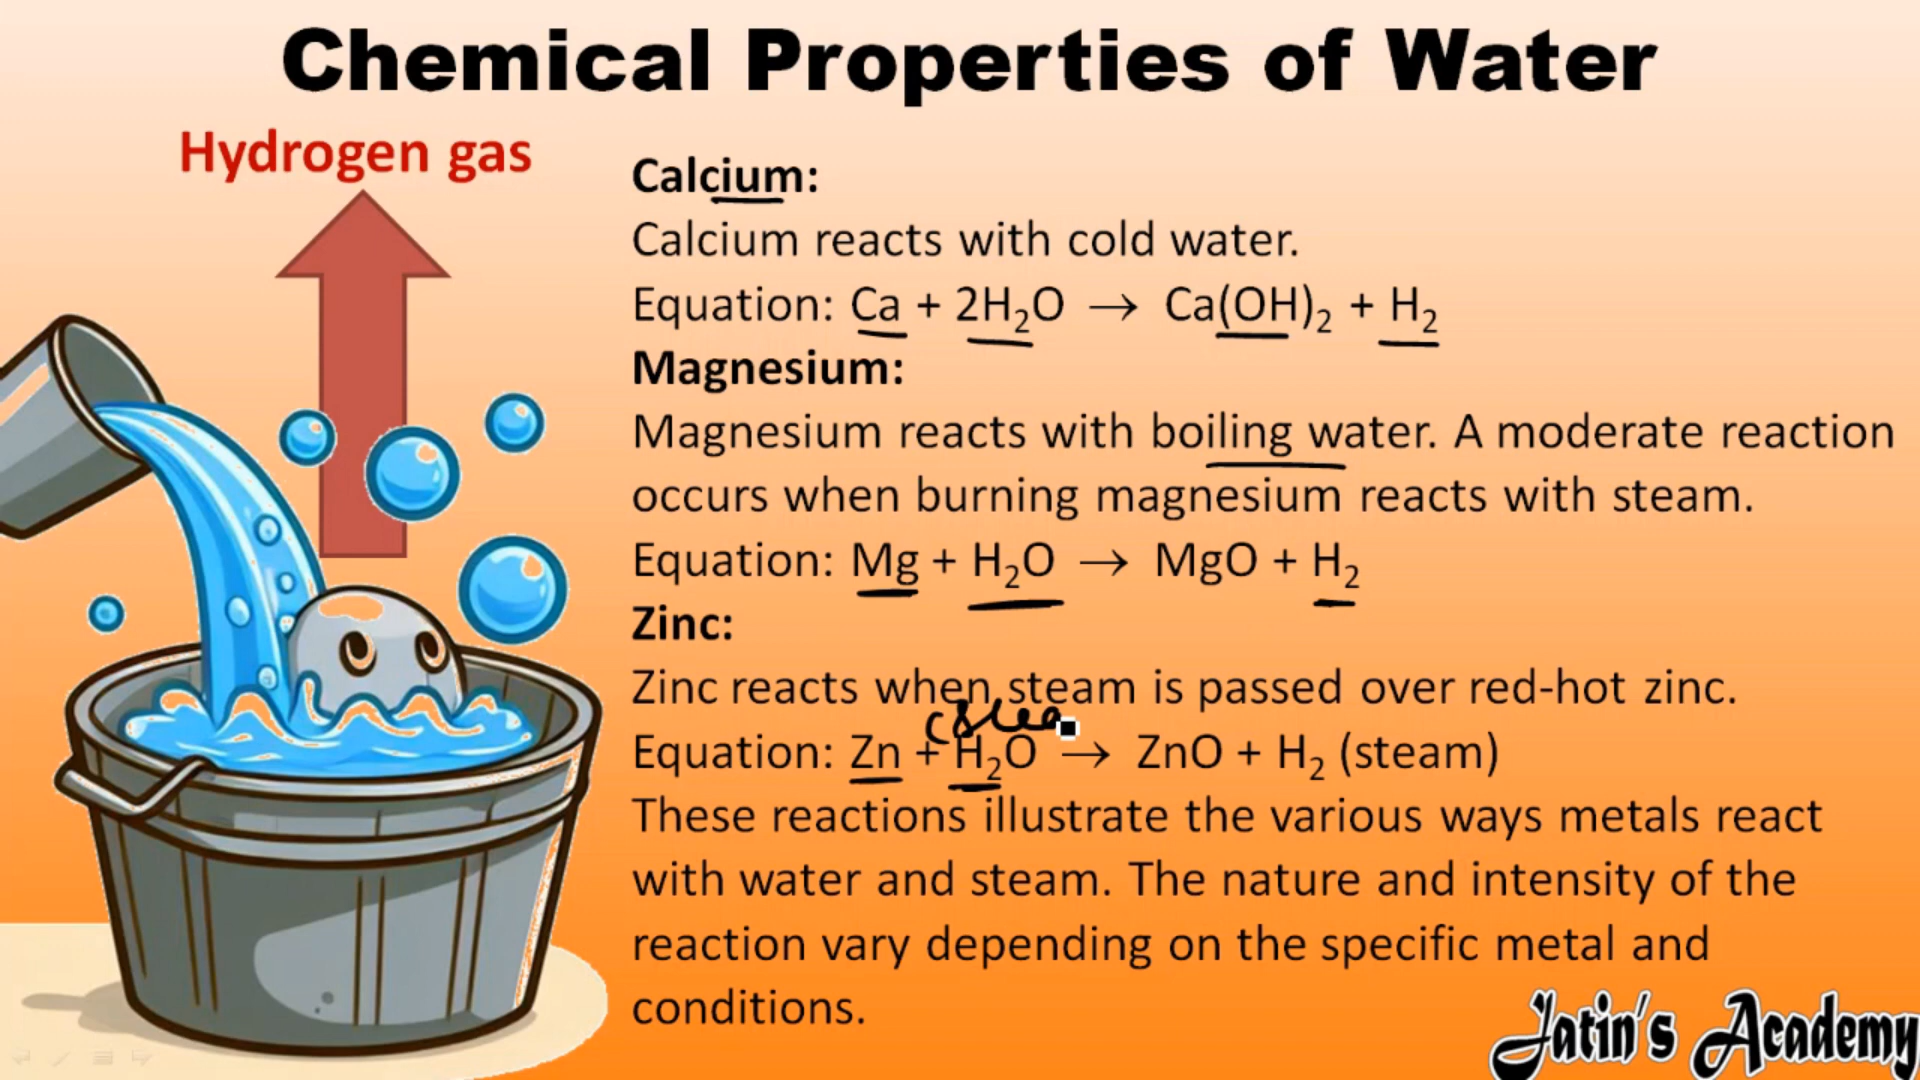 Chemical Properties of Water
Hydrogen gas
Calcium:
Calcium reacts with cold water.
Equation: Ca + 2H₂O → Ca(OH)₂ + H₂
Magnesium:
Magnesium reacts with boiling water. A moderate reaction
occurs when burning magnesium reacts with steam.
Equation: Mg + H₂O → MgO + H₂
Zinc:
Zinc reacts when steam is passed over red-hot zinc.
Equation: Zn + H₂O → ZnO + H₂ (steam)
These reactions illustrate the various ways metals react
with water and steam. The nature and intensity of the
reaction vary depending on the specific metal and
conditions.
Jatin's Academy